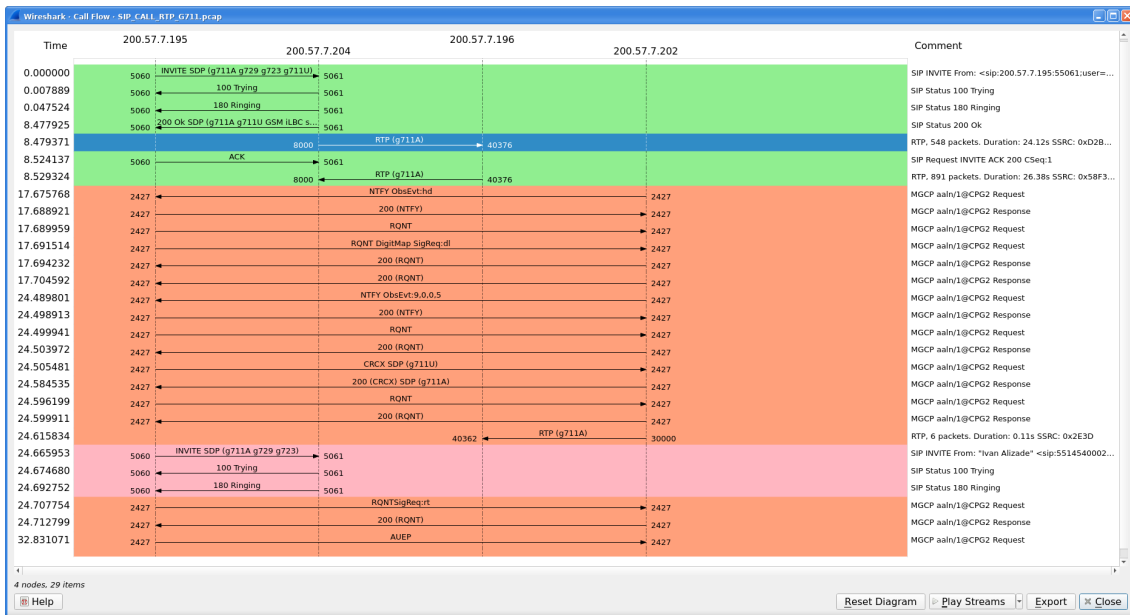 Wireshark · Call Flow · SIP_CALL_RTP_G711.pcap
Time 200.57.7.195 200.57.7.204 200.57.7.196 200.57.7.202 Comment
0.000000 5060 INVITE SDP (g711A g729 g723 g711U) 5061 SIP INVITE From: <sip:200.57.7.195:55061;user=...
0.007889 5060 100 Trying 5061 SIP Status 100 Trying
0.047524 5060 180 Ringing 5061 SIP Status 180 Ringing
8.477925 5060 200 Ok SDP (g711A g711U GSM iLBC s... 5061 SIP Status 200 Ok
8.479371 8000 RTP (g711A) 40376 RTP, 548 packets. Duration: 24.12s SSRC: 0xD2B...
8.524137 5060 ACK 5061 SIP Request INVITE ACK 200 CSeq:1
8.529324 8000 RTP (g711A) 40376 RTP, 891 packets. Duration: 26.38s SSRC: 0x58F3...
17.675768 2427 NTFY ObsEvt:hd 2427 MGCP aaln/1@CPG2 Request
17.688921 2427 200 (NTFY) 2427 MGCP aaln/1@CPG2 Response
17.689959 2427 RQNT 2427 MGCP aaln/1@CPG2 Request
17.691514 2427 RQNT DigitMap SigReq:dl 2427 MGCP aaln/1@CPG2 Request
17.694232 2427 200 (RQNT) 2427 MGCP aaln/1@CPG2 Response
17.704592 2427 200 (RQNT) 2427 MGCP aaln/1@CPG2 Response
24.489801 2427 NTFY ObsEvt:9,0,0,5 2427 MGCP aaln/1@CPG2 Request
24.498913 2427 200 (NTFY) 2427 MGCP aaln/1@CPG2 Response
24.499941 2427 RQNT 2427 MGCP aaln/1@CPG2 Request
24.503972 2427 200 (RQNT) 2427 MGCP aaln/1@CPG2 Response
24.505481 2427 CRCX SDP (g711U) 2427 MGCP aaln/1@CPG2 Request
24.584535 2427 200 (CRCX) SDP (g711A) 2427 MGCP aaln/1@CPG2 Response
24.596199 2427 RQNT 2427 MGCP aaln/1@CPG2 Request
24.599911 2427 200 (RQNT) 2427 MGCP aaln/1@CPG2 Response
24.615834 40362 RTP (g711A) 30000 RTP, 6 packets. Duration: 0.11s SSRC: 0x2E3D
24.665953 5060 INVITE SDP (g711A g729 g723) 5061 SIP INVITE From: "Ivan Alizade" <sip:5514540002...
24.674680 5060 100 Trying 5061 SIP Status 100 Trying
24.692752 5060 180 Ringing 5061 SIP Status 180 Ringing
24.707754 2427 RQNTSigReq:rt 2427 MGCP aaln/1@CPG2 Request
24.712799 2427 200 (RQNT) 2427 MGCP aaln/1@CPG2 Response
32.831071 2427 AUEP 2427 MGCP aaln/1@CPG2 Request
4 nodes, 29 items
Help Reset Diagram Play Streams Export Close